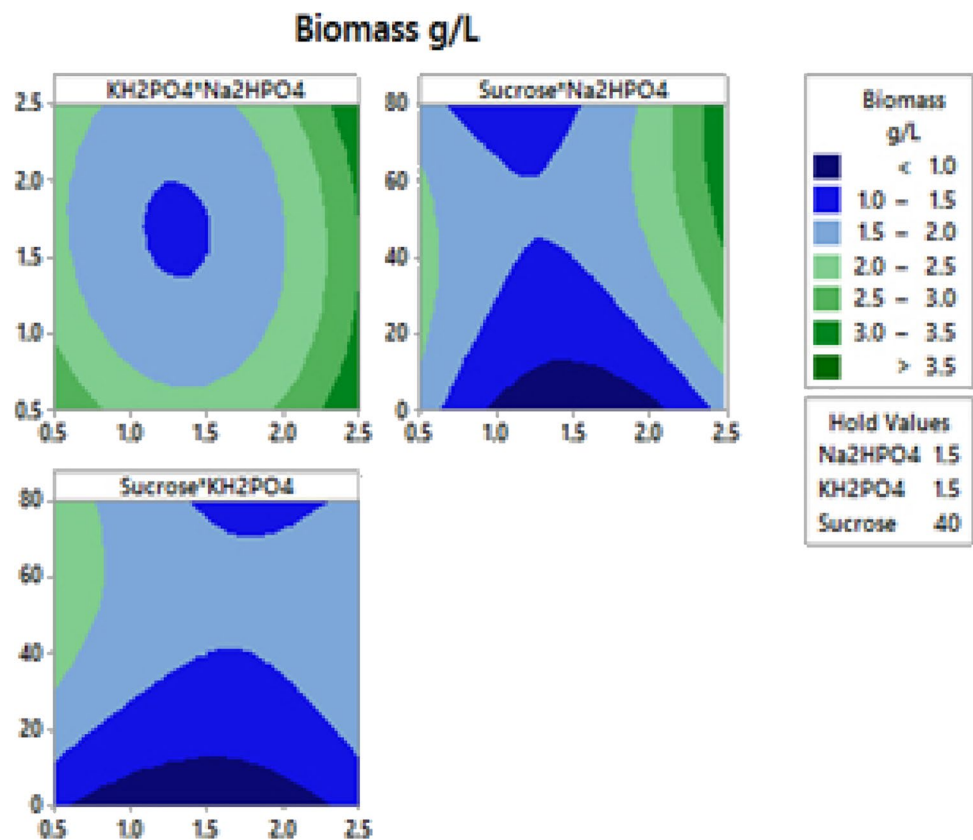 Biomass g/L
KH2PO4*Na2HPO4
2.5
2.0
1.5
1.0
0.5
0.5 1.0 1.5 2.0 2.5
Sucrose*Na2HPO4
80
60
40
20
0
0.5 1.0 1.5 2.0 2.5
Biomass
g/L
< 1.0
1.0 – 1.5
1.5 – 2.0
2.0 – 2.5
2.5 – 3.0
3.0 – 3.5
> 3.5
Hold Values
Na2HPO4 1.5
KH2PO4 1.5
Sucrose 40
Sucrose*KH2PO4
80
60
40
20
0
0.5 1.0 1.5 2.0 2.5